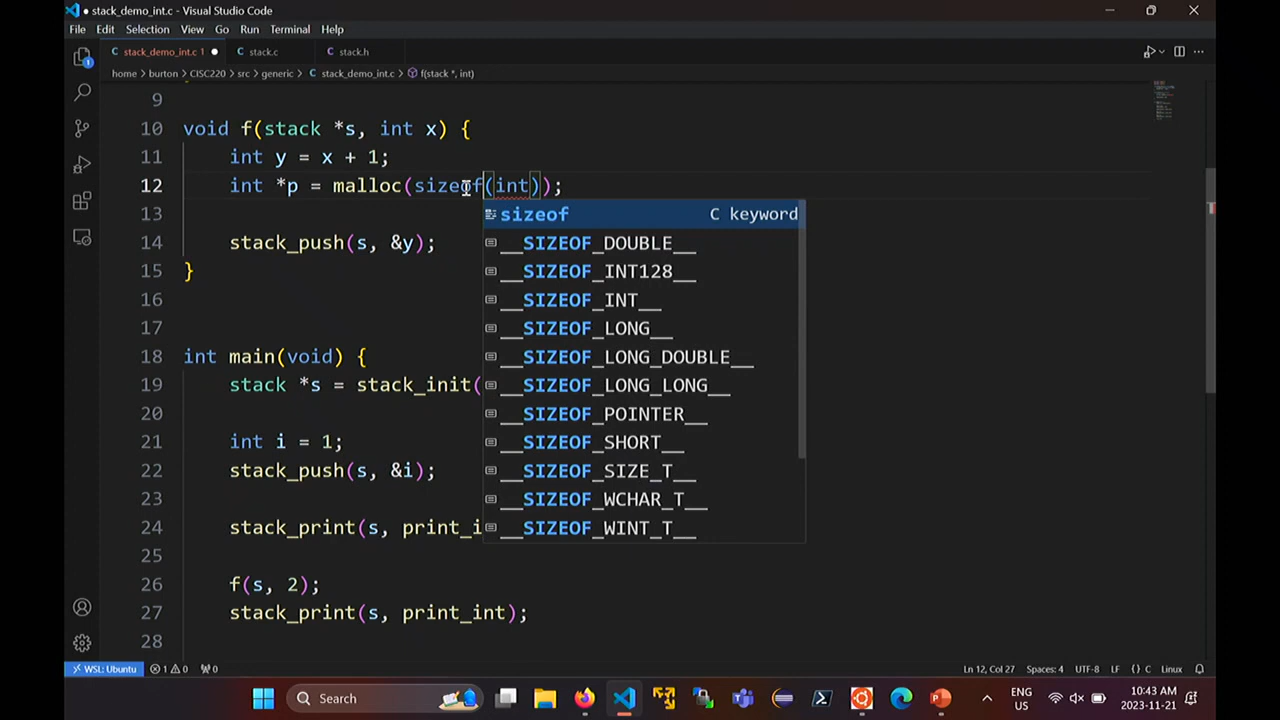 stack_demo_int.c - Visual Studio Code
File Edit Selection View Go Run Terminal Help
stack_demo_int.c 1 stack.c stack.h
home > burton > CISC220 > src > generic > stack_demo_int.c > f(stack *, int)
9
10 void f(stack *s, int x) {
11 int y = x + 1;
12 int *p = malloc(sizeof(int));
13
sizeof C keyword
14 stack_push(s, &y);
__SIZEOF_DOUBLE__
15 }
__SIZEOF_INT128__
16
__SIZEOF_INT__
17
__SIZEOF_LONG__
18 int main(void) {
__SIZEOF_LONG_DOUBLE__
19 stack *s = stack_init(
__SIZEOF_LONG_LONG__
20
__SIZEOF_POINTER__
21 int i = 1;
__SIZEOF_SHORT__
22 stack_push(s, &i);
__SIZEOF_SIZE_T__
23
__SIZEOF_WCHAR_T__
24 stack_print(s, print_i
__SIZEOF_WINT_T__
25
26 f(s, 2);
27 stack_print(s, print_int);
28
WSL: Ubuntu 1 0 0 Ln 12, Col 27 Spaces: 4 UTF-8 LF {} C Linux
Search ENG US 10:43 AM 2023-11-21